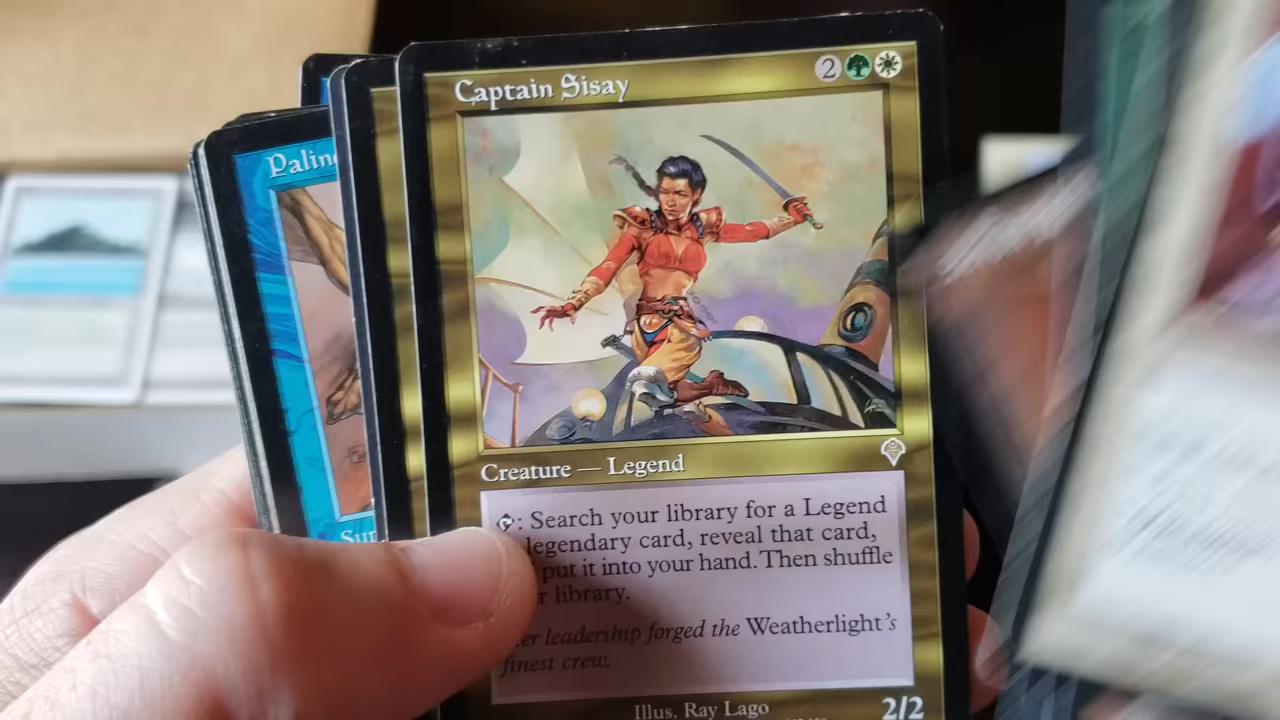 Captain Sisay
2
Palin
Creature — Legend
: Search your library for a Legend
legendary card, reveal that card,
put it into your hand. Then shuffle
library.
leadership forged the Weatherlight's
finest crew.
Illus. Ray Lago
2/2